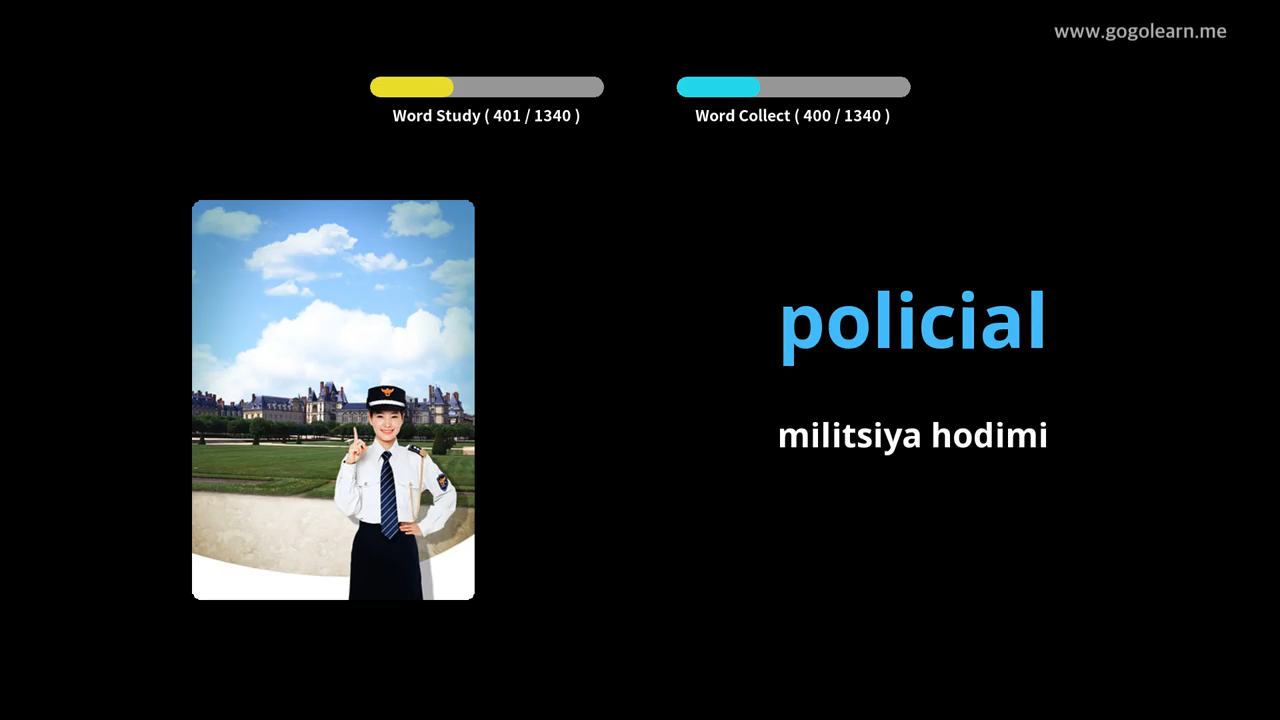 www.gogolearn.me
Word Study ( 401 / 1340 )
Word Collect ( 400 / 1340 )
policial
militsiya hodimi